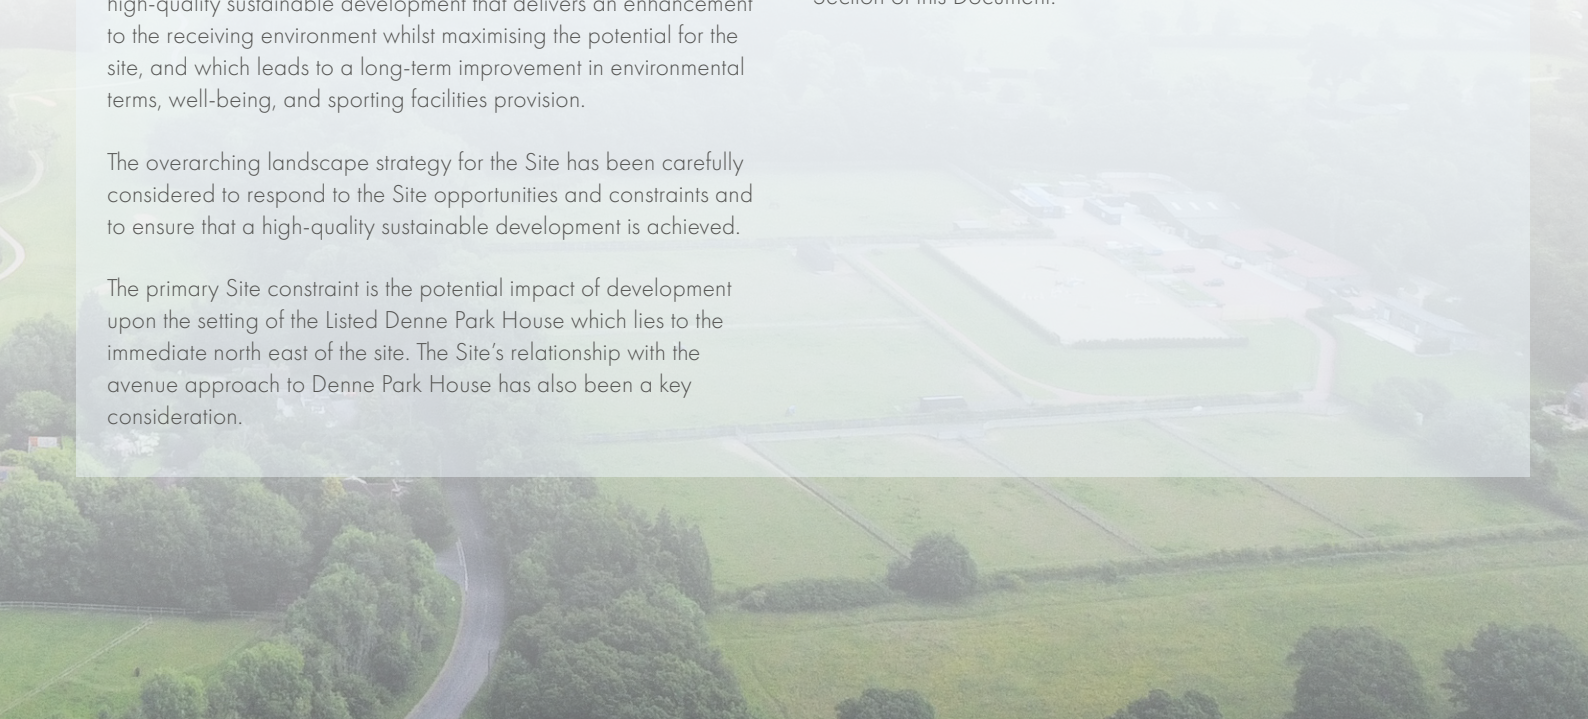 high-quality sustainable development that delivers an enhancement
to the receiving environment whilst maximising the potential for the
site, and which leads to a long-term improvement in environmental
terms, well-being, and sporting facilities provision.
The overarching landscape strategy for the Site has been carefully
considered to respond to the Site opportunities and constraints and
to ensure that a high-quality sustainable development is achieved.
The primary Site constraint is the potential impact of development
upon the setting of the Listed Denne Park House which lies to the
immediate north east of the site. The Site’s relationship with the
avenue approach to Denne Park House has also been a key
consideration.
Section of this Document.